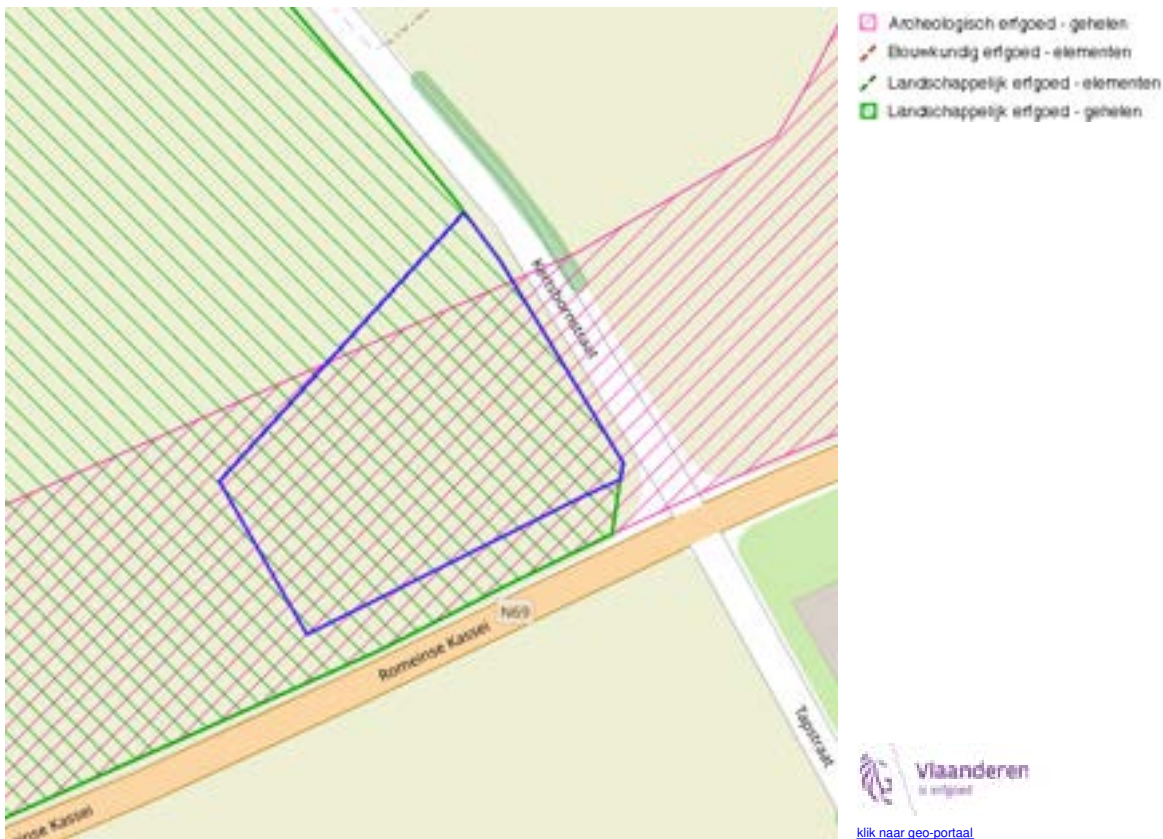 Archeologisch erfgoed - gehelen
Bouwkundig erfgoed - elementen
Landschappelijk erfgoed - elementen
Landschappelijk erfgoed - gehelen
N69
Romeinse Kassei
Tapstraat
inse Kassei
Vlaanderen
is erfgoed
klik naar geo-portaal